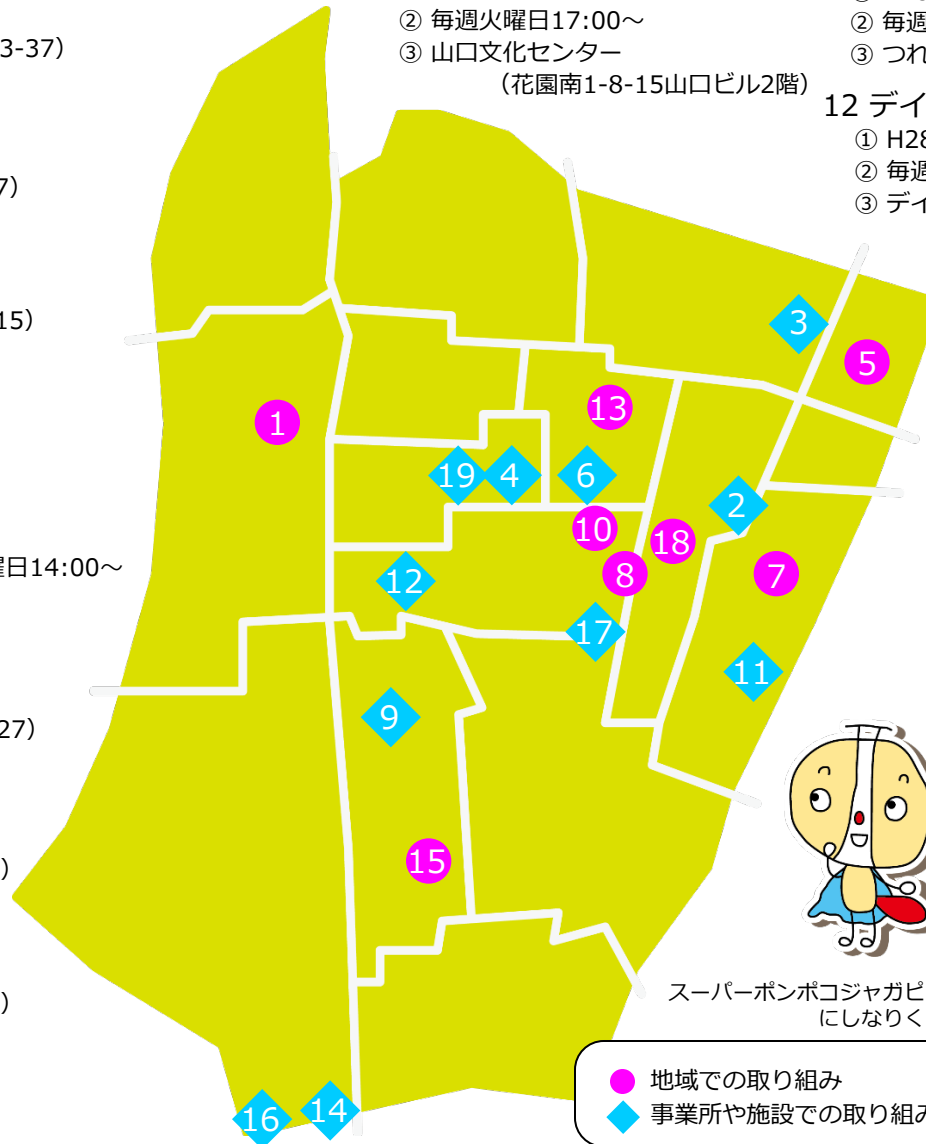 3-37）
② 毎週火曜日17:00～
③ 山口文化センター
（花園南1-8-15山口ビル2階）
② 毎週
③ つれ
12 デイ
① H28
② 毎週
③ デイ
7）
15）
3
5
1
13
19
4
6
2
10
18
8
7
曜日14:00～
12
17
11
9
27）
15
）
）
スーパーポンポコジャガピ
にしなりく
地域での取り組み
事業所や施設での取り組み
16
14